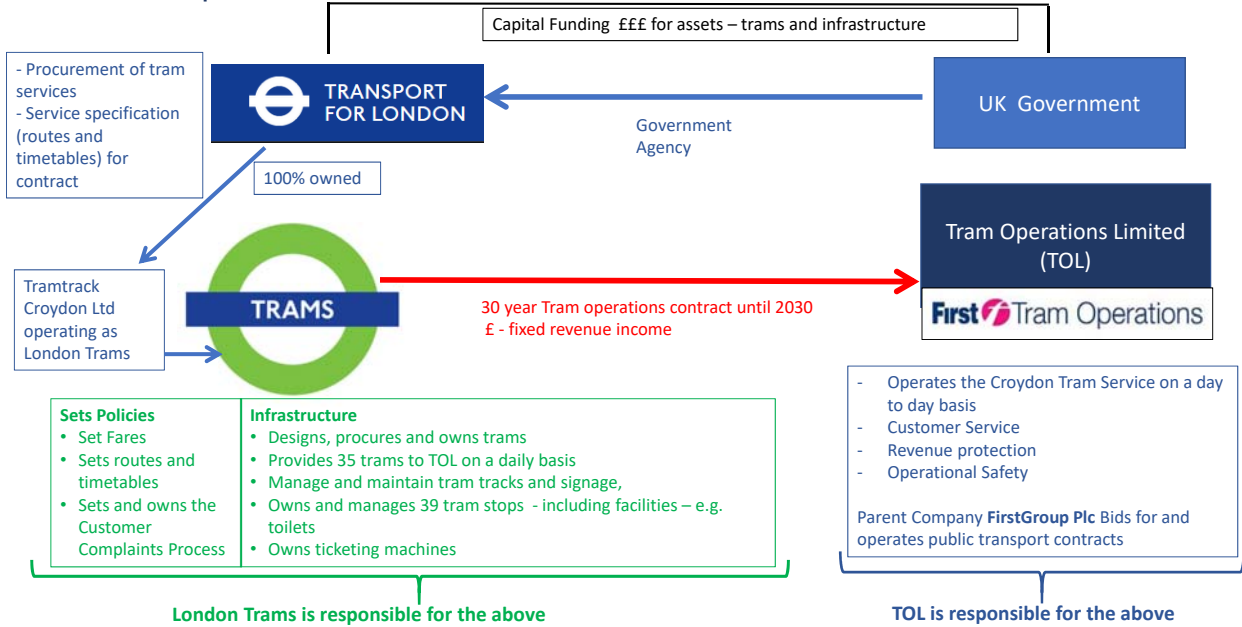 Capital Funding £££ for assets – trams and infrastructure
- Procurement of tram
services
- Service specification
(routes and
timetables) for
contract
TRANSPORT
FOR LONDON
UK Government
Government
Agency
100% owned
Tramtrack
Croydon Ltd
operating as
London Trams
TRAMS
30 year Tram operations contract until 2030
£ - fixed revenue income
Tram Operations Limited
(TOL)
First Tram Operations
Sets Policies
• Set Fares
• Sets routes and
timetables
• Sets and owns the
Customer
Complaints Process
Infrastructure
• Designs, procures and owns trams
• Provides 35 trams to TOL on a daily basis
• Manage and maintain tram tracks and signage,
• Owns and manages 39 tram stops - including facilities – e.g.
toilets
• Owns ticketing machines
- Operates the Croydon Tram Service on a day
to day basis
- Customer Service
- Revenue protection
- Operational Safety
Parent Company FirstGroup Plc Bids for and
operates public transport contracts
London Trams is responsible for the above
TOL is responsible for the above